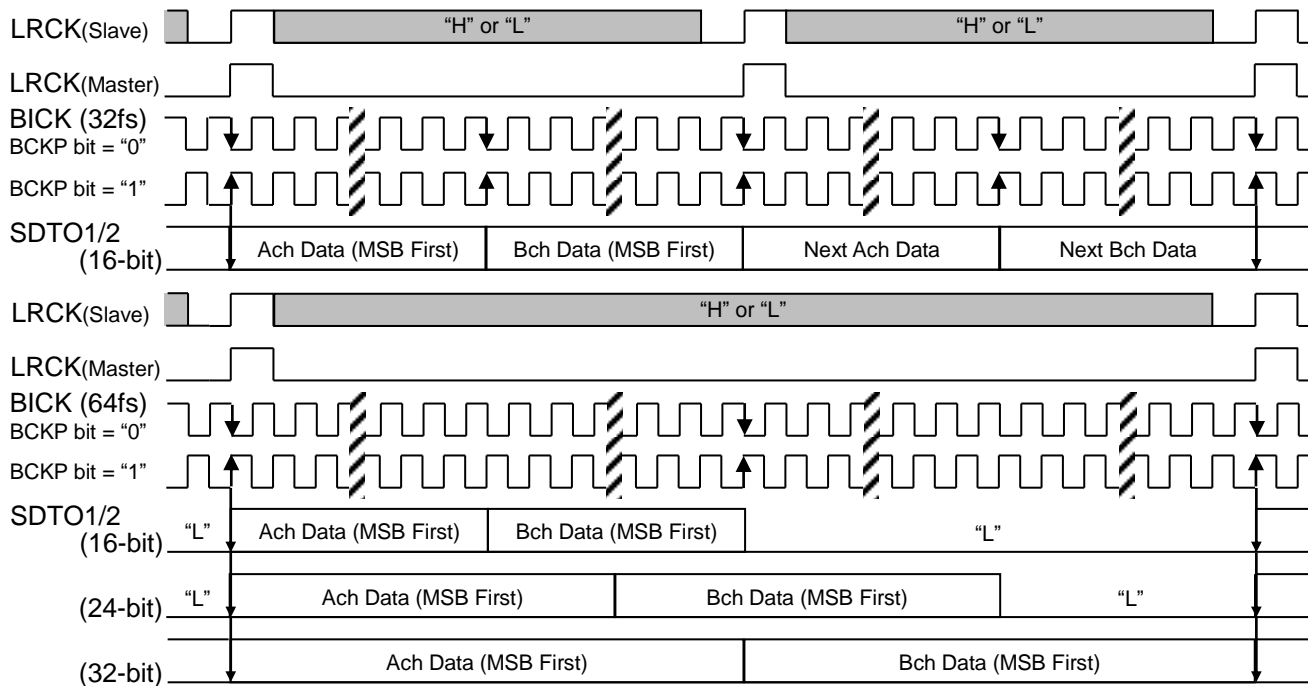 LRCK(Slave) “H” or “L” “H” or “L”
LRCK(Master)
BICK (32fs)
BCKP bit = “0”
BCKP bit = “1”
SDTO1/2
(16-bit) Ach Data (MSB First) Bch Data (MSB First) Next Ach Data Next Bch Data
LRCK(Slave) “H” or “L”
LRCK(Master)
BICK (64fs)
BCKP bit = “0”
BCKP bit = “1”
SDTO1/2
(16-bit) “L” Ach Data (MSB First) Bch Data (MSB First) “L”
(24-bit) “L” Ach Data (MSB First) Bch Data (MSB First) “L”
(32-bit) Ach Data (MSB First) Bch Data (MSB First)